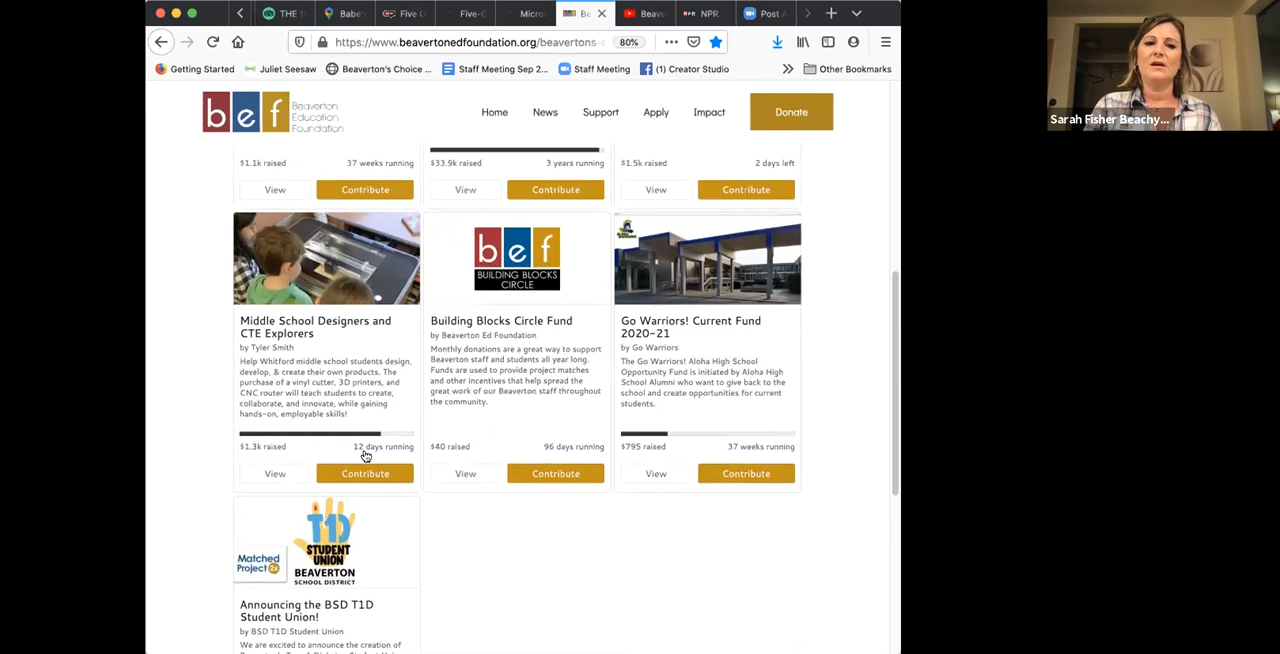 THE 1
Babe's
Five C
Five-C
Micros
Be
Beave
NPR
Post A
https://www.beavertonedfoundation.org/beavertons-
80%
Getting Started
Juliet Seesaw
Beaverton's Choice ...
Staff Meeting Sep 2...
Staff Meeting
(1) Creator Studio
Other Bookmarks
bef
Beaverton
Education
Foundation
Home
News
Support
Apply
Impact
Donate
$1.1k raised
37 weeks running
View
Contribute
$33.9k raised
3 years running
View
Contribute
$1.5k raised
2 days left
View
Contribute
Middle School Designers and
CTE Explorers
by Tyler Smith
Help Whitford middle school students design,
develop, & create their own products. The
purchase of a vinyl cutter, 3D printers, and
CNC router will teach students to create,
collaborate, and innovate, while gaining
hands-on, employable skills!
$1.3k raised
12 days running
View
Contribute
bef
BUILDING BLOCKS
CIRCLE
Building Blocks Circle Fund
by Beaverton Ed Foundation
Monthly donations are a great way to support
Beaverton staff and students all year long.
Funds are used to provide project matches
and other incentives that help spread the
great work of our Beaverton staff throughout
the community.
$40 raised
96 days running
View
Contribute
Go Warriors! Current Fund
2020-21
by Go Warriors
The Go Warriors! Aloha High School
Opportunity Fund is initiated by Aloha High
School Alumni who want to give back to the
school and create opportunities for current
students.
$795 raised
37 weeks running
View
Contribute
Matched
Project 2x
T1D
STUDENT
UNION
BEAVERTON
SCHOOL DISTRICT
Announcing the BSD T1D
Student Union!
by BSD T1D Student Union
We are excited to announce the creation of
Sarah Fisher Beachy...